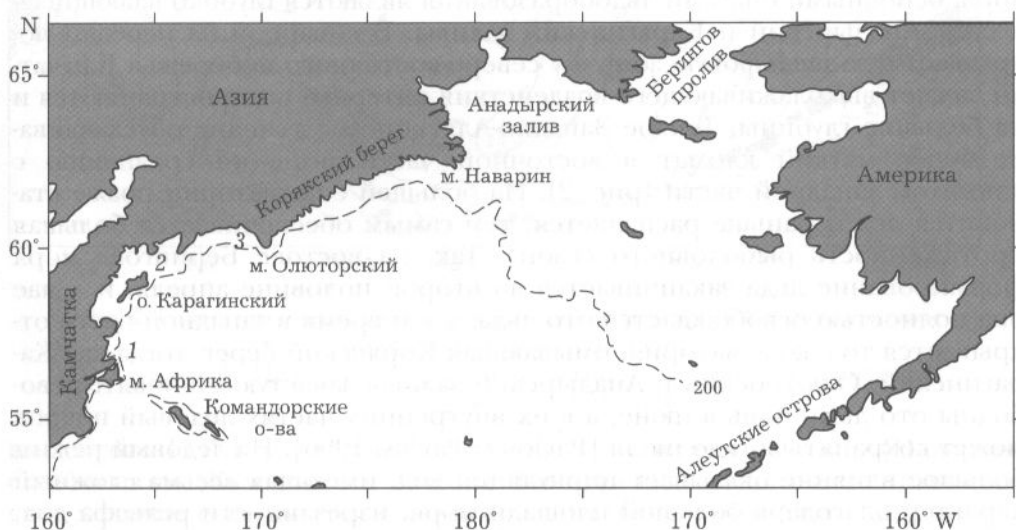 N
65°
Азия
Берингов
пролив
Анадырский
залив
Корякский берег
м. Наварин
Америка
60°
3
м. Олюторский
2
о. Карагинский
Камчатка
1
м. Африка
200
Командорские
о-ва
55°
Алеутские острова
160°
170°
180°
170°
160° W